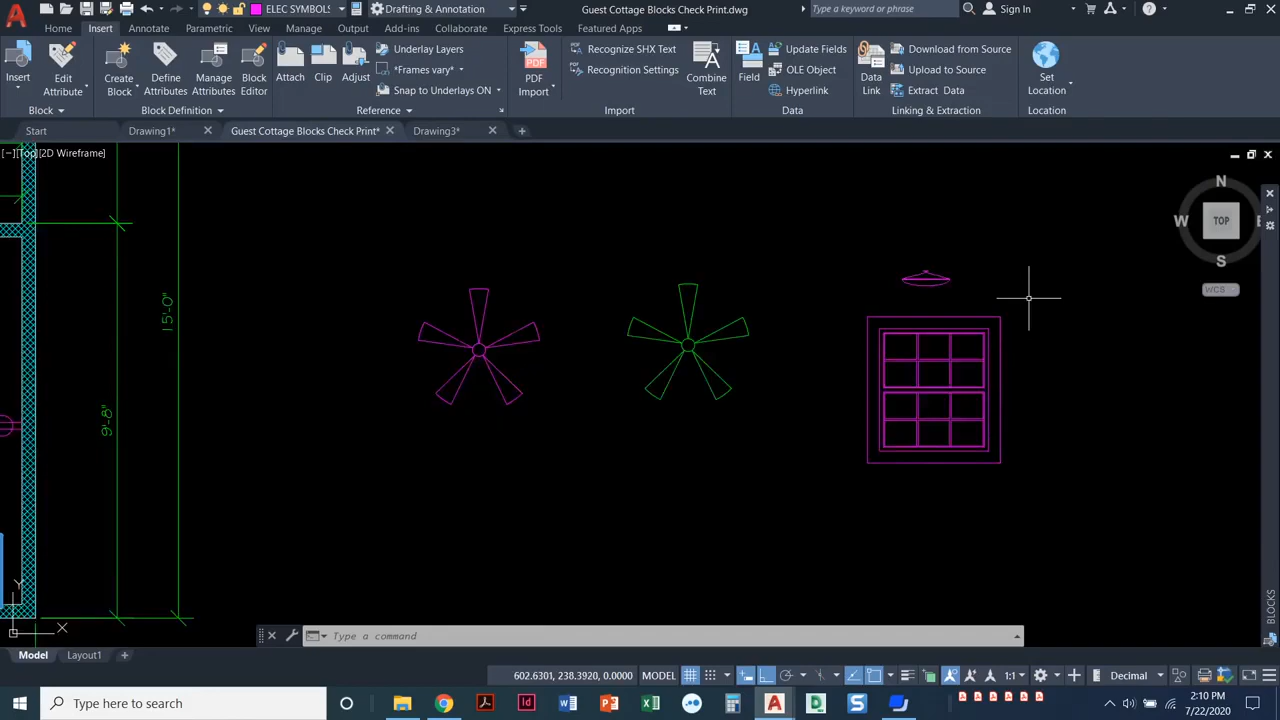 ELEC SYMBOLS
Drafting & Annotation
Guest Cottage Blocks Check Print.dwg
Type a keyword or phrase
Sign In
Home Insert Annotate Parametric View Manage Output Add-ins Collaborate Express Tools Featured Apps
Insert
Edit
Attribute
Block
Create
Block
Define
Attributes
Manage
Attributes
Block
Editor
Block Definition
Attach
Clip
Adjust
Underlay Layers
*Frames vary*
Snap to Underlays ON
Reference
PDF
PDF
Import
Recognize SHX Text
Recognition Settings
Combine
Text
Import
Field
Update Fields
OLE Object
Hyperlink
Data
Data
Link
Download from Source
Upload to Source
Extract Data
Linking & Extraction
Set
Location
Location
Start Drawing1* Guest Cottage Blocks Check Print* Drawing3*
[−][Top][2D Wireframe]
N
W
TOP
E
S
WCS
15'-0"
9'-8"
Y
X
BLOCKS
Type a command
Model Layout1
602.6301, 238.3920, 0.0000 MODEL 1:1 Decimal
Type here to search
2:10 PM
7/22/2020